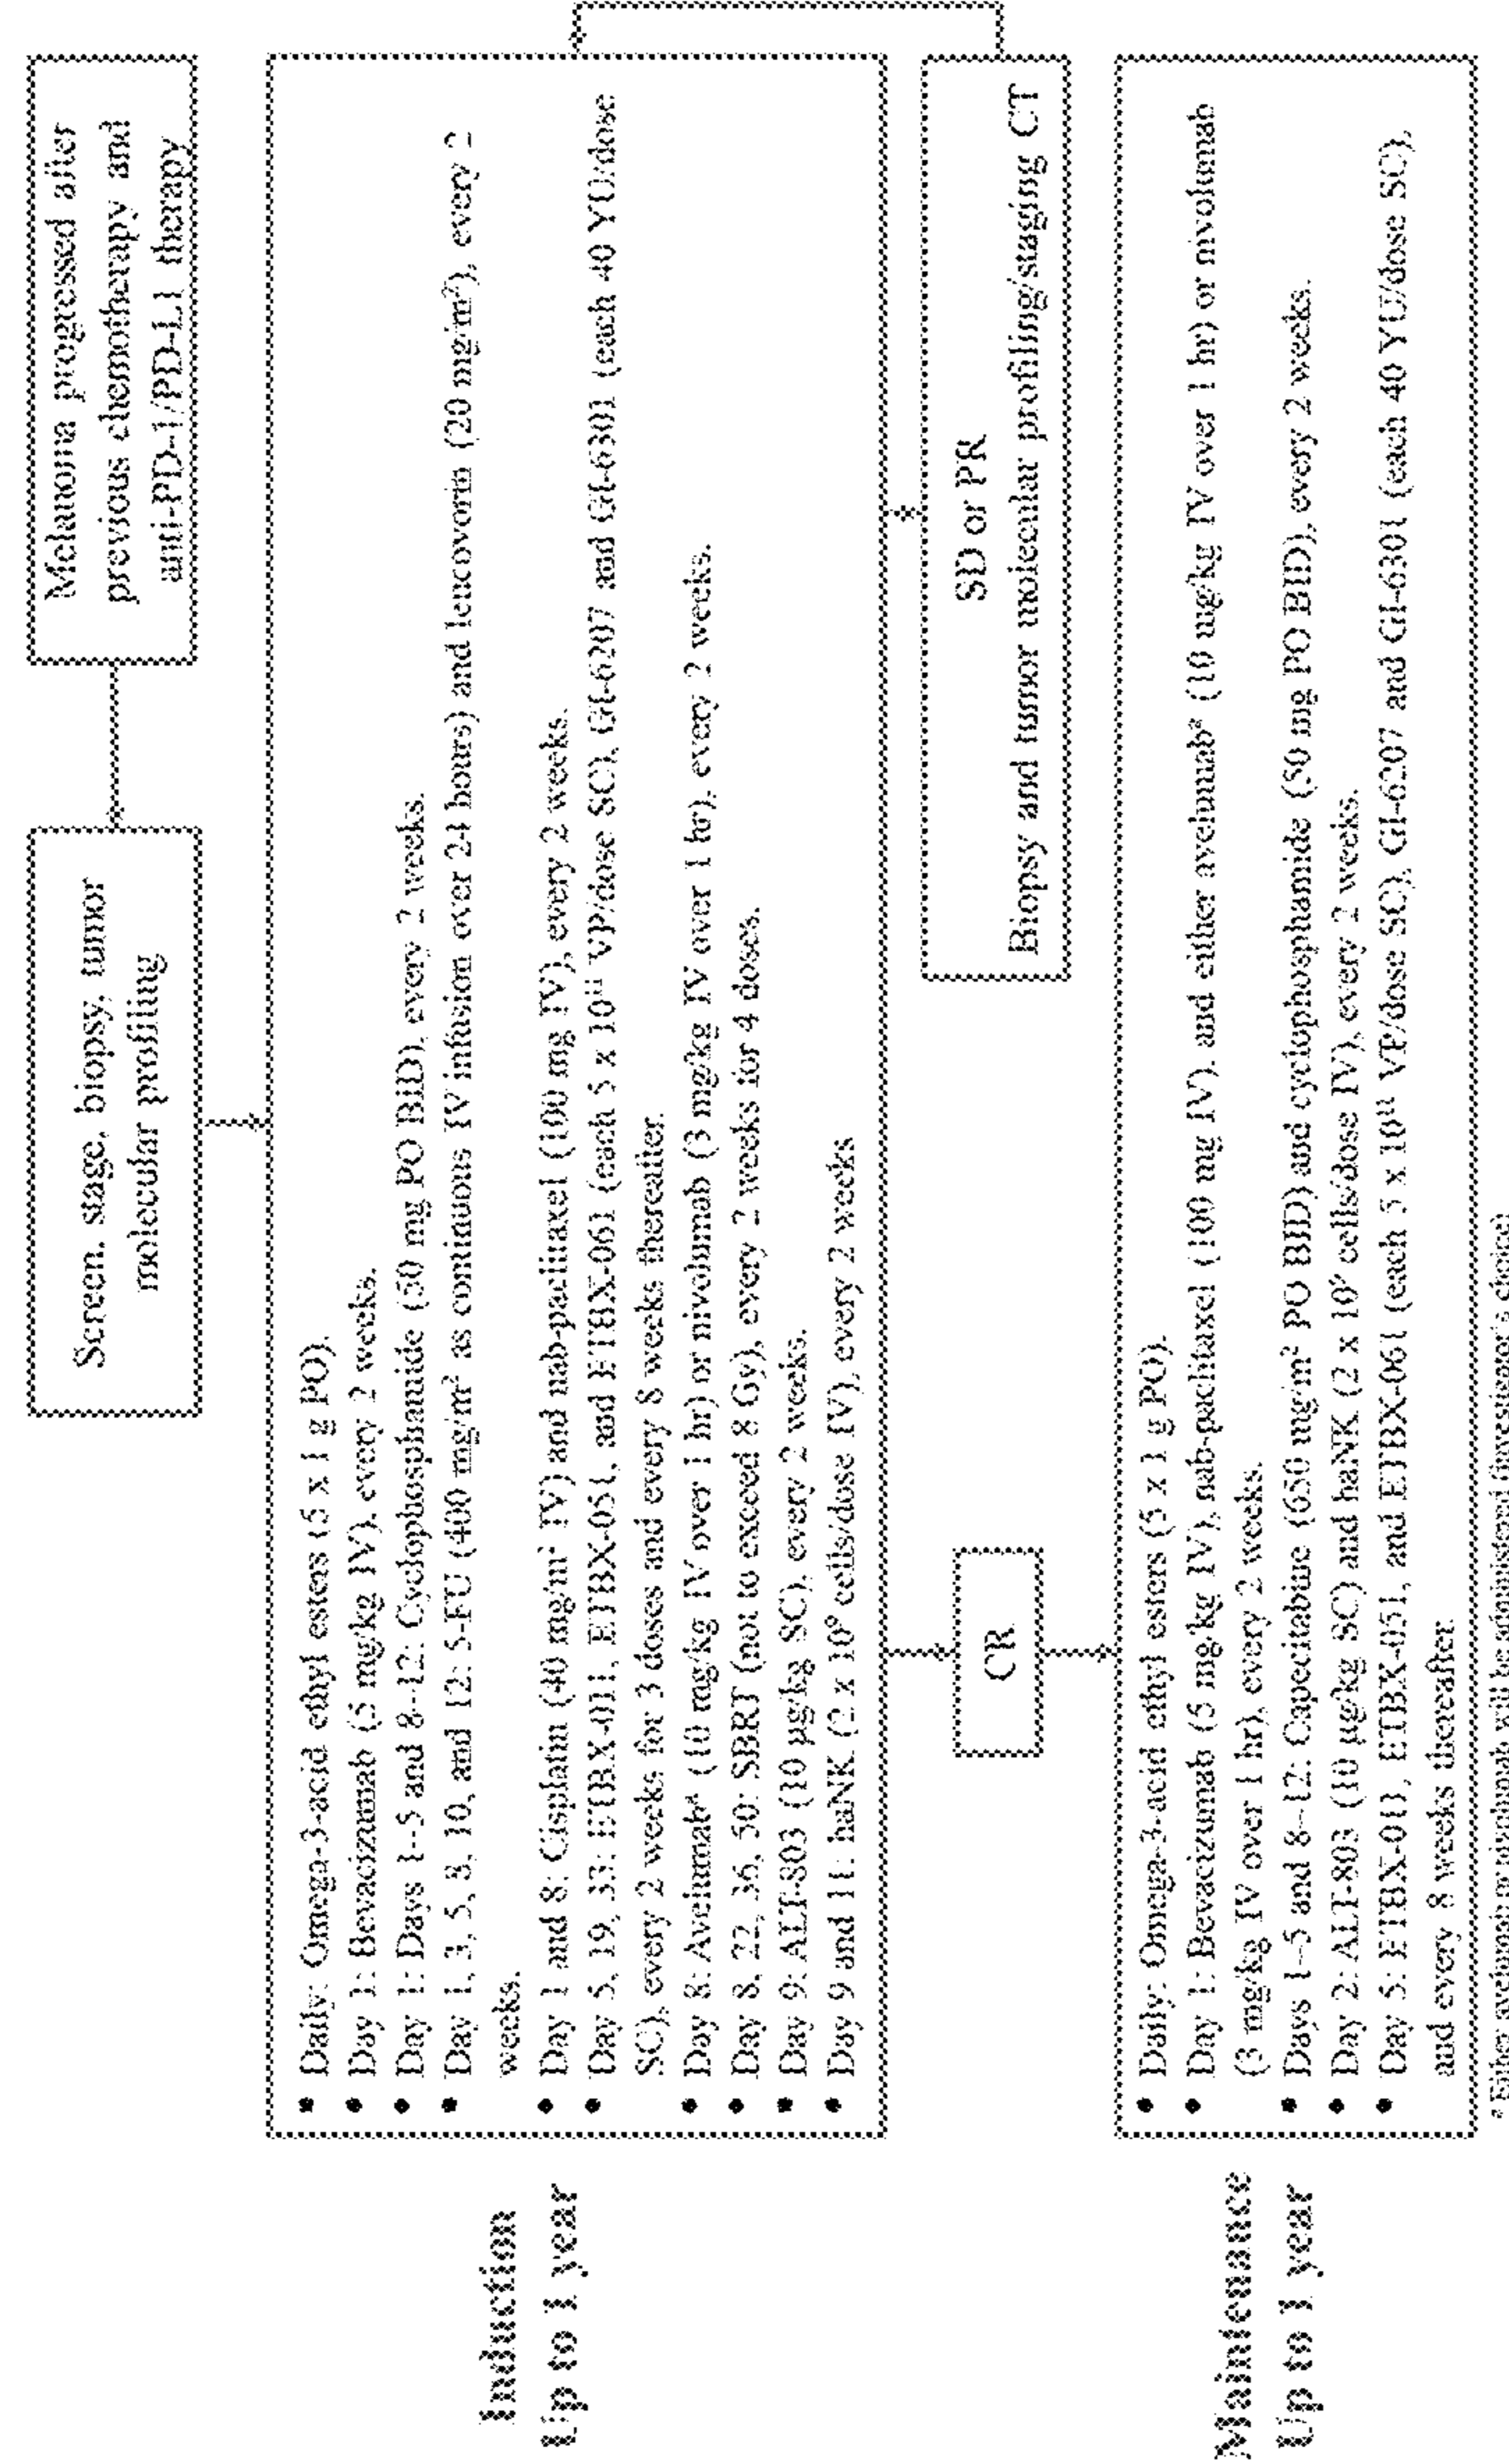 Melanoma progressed after
previous chemotherapy and
anti-PD-1/PD-L1 therapy
Screen, stage, biopsy, tumor
molecular profiling
Induction
Up to 1 year
• Daily: Omega-3-acid ethyl esters (5 x 1 g PO).
• Day 1: Bevacizumab (5 mg/kg IV), every 2 weeks.
• Day 1: Days 1-5 and 8-12: Cyclophosphamide (50 mg PO BID), every 2 weeks.
• Day 1, 3, 5, 8, 10, and 12: 5-FU (400 mg/m² as continuous IV infusion over 24 hours) and leucovorin (20 mg/m²), every 2
weeks.
• Day 1 and 8: Cisplatin (40 mg/m² IV) and nab-paclitaxel (100 mg IV), every 2 weeks.
• Day 5, 19, 33: ETBX-011, ETBX-051, and ETBX-061 (each 5 x 10¹¹ VP/dose SC), GI-6207 and GI-6301 (each 40 YU/dose
SC), every 2 weeks for 3 doses and every 8 weeks thereafter.
• Day 8: Avelumabᵃ (10 mg/kg IV over 1 hr) or nivolumab (3 mg/kg IV over 1 hr), every 2 weeks.
• Day 8, 22, 36, 50: SBRT (not to exceed 8 Gy), every 2 weeks for 4 doses.
• Day 9: ALT-803 (10 µg/kg SC), every 2 weeks.
• Day 9 and 11: haNK (2 x 10⁹ cells/dose IV), every 2 weeks
CR
SD or PR
Biopsy and tumor molecular profiling/staging CT
Maintenance
Up to 1 year
• Daily: Omega-3-acid ethyl esters (5 x 1 g PO).
• Day 1: Bevacizumab (5 mg/kg IV), nab-paclitaxel (100 mg IV), and either avelumabᵃ (10 mg/kg IV over 1 hr) or nivolumab
(3 mg/kg IV over 1 hr), every 2 weeks.
• Days 1-5 and 8-12: Capecitabine (650 mg/m² PO BID) and cyclophosphamide (50 mg PO BID), every 2 weeks.
• Day 2: ALT-803 (10 µg/kg SC) and haNK (2 x 10⁹ cells/dose IV), every 2 weeks.
• Day 5: ETBX-011, ETBX-051, and ETBX-061 (each 5 x 10¹¹ VP/dose SC), GI-6207 and GI-6301 (each 40 YU/dose SC),
and every 8 weeks thereafter.
ᵃ Either avelumab or nivolumab will be administered (investigator's choice)